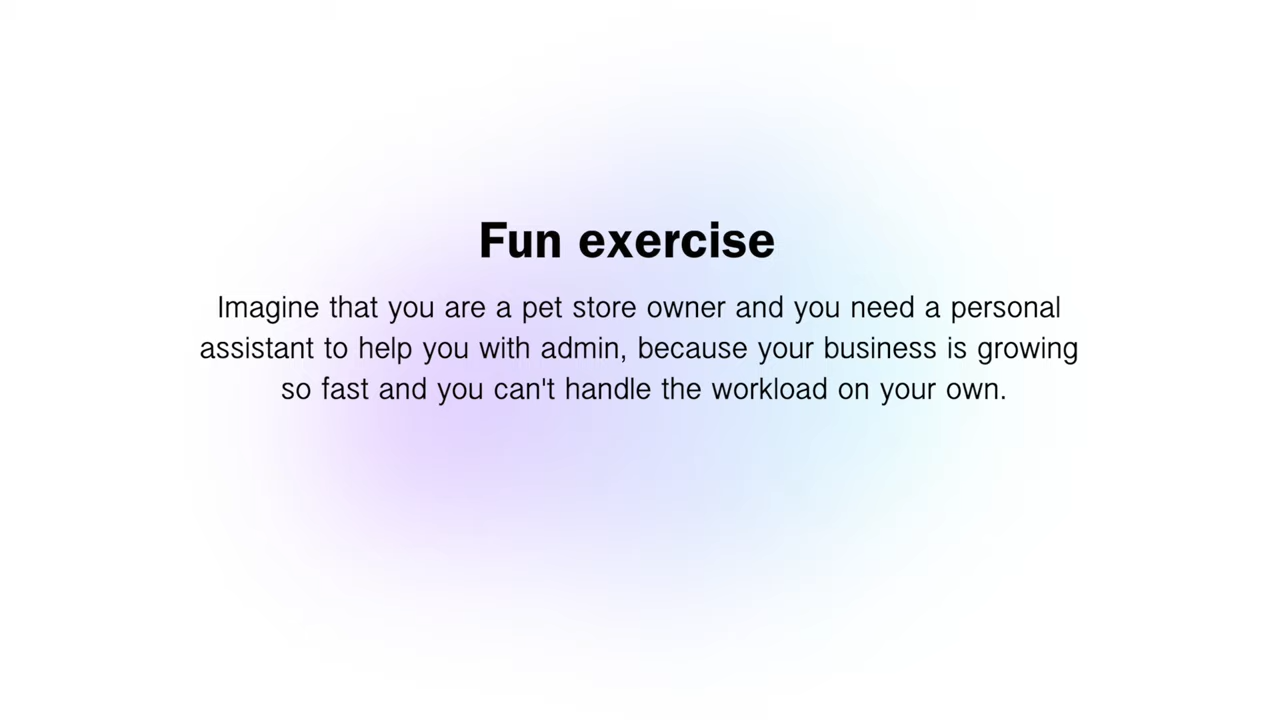 Fun exercise
Imagine that you are a pet store owner and you need a personal
assistant to help you with admin, because your business is growing
so fast and you can't handle the workload on your own.